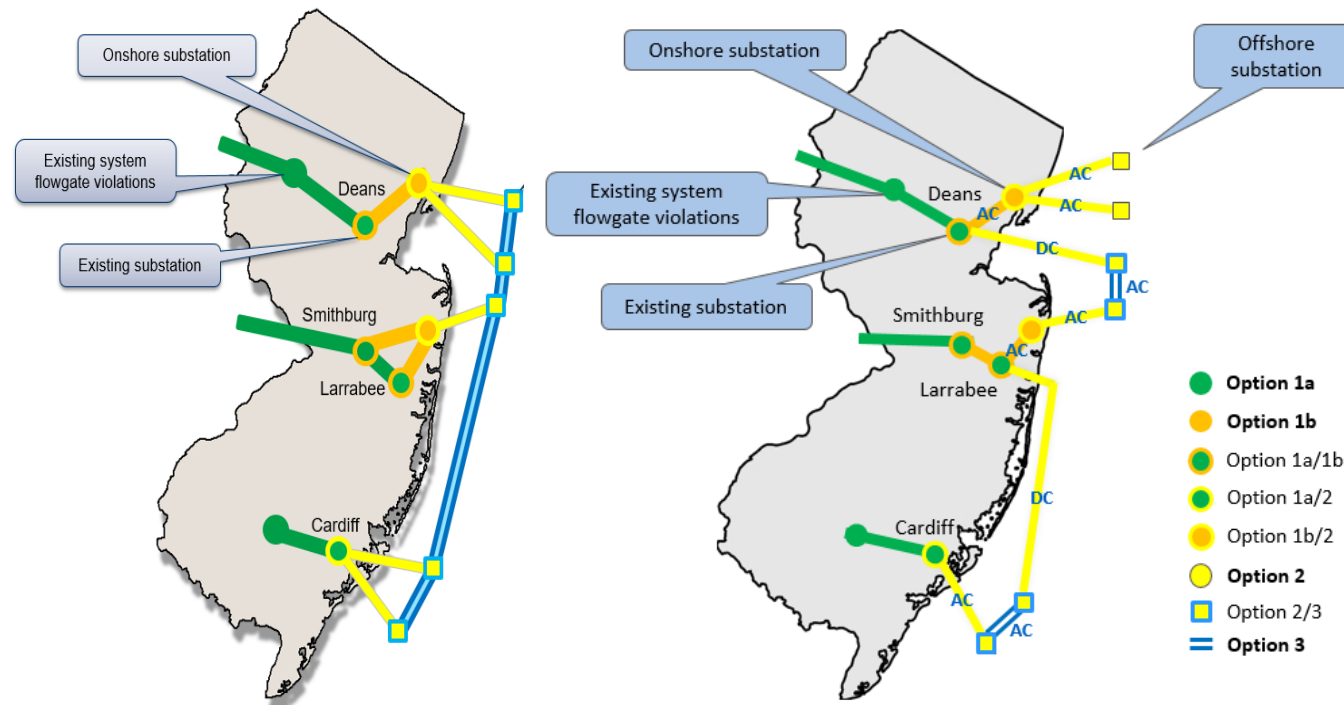 Onshore substation
Existing system
flowgate violations
Deans
Existing substation
Smithburg
Larrabee
Cardiff
Onshore substation
Offshore
substation
Existing system
flowgate violations
Deans
AC
AC
AC
DC
Existing substation
AC
Smithburg
AC
AC
Larrabee
DC
Cardiff
AC
AC
Option 1a
Option 1b
Option 1a/1b
Option 1a/2
Option 1b/2
Option 2
Option 2/3
Option 3